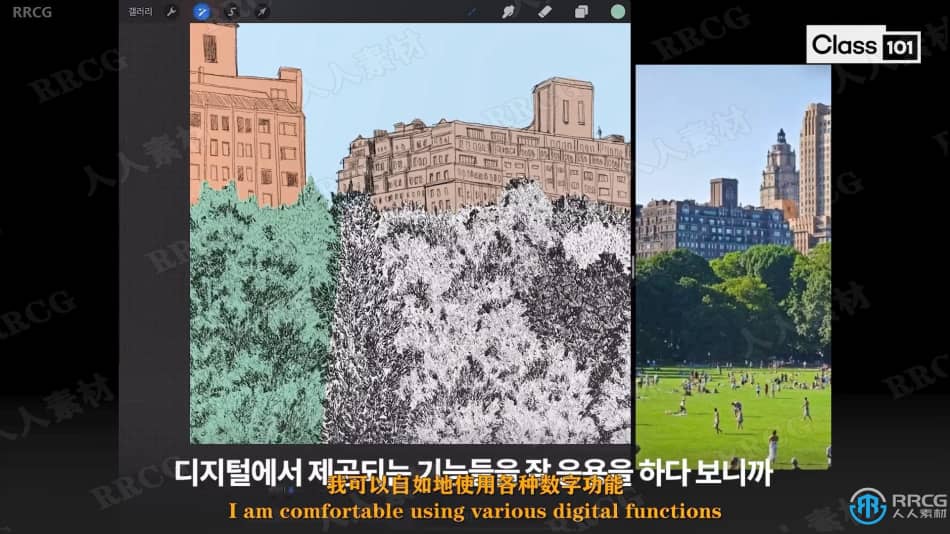 RRCG
갤러리
Class 101
디지털에서 제공되는 기능들을 잘 응용을 하다 보니까
我可以自如地使用各种数字功能
I am comfortable using various digital functions
RRCG
人人素材